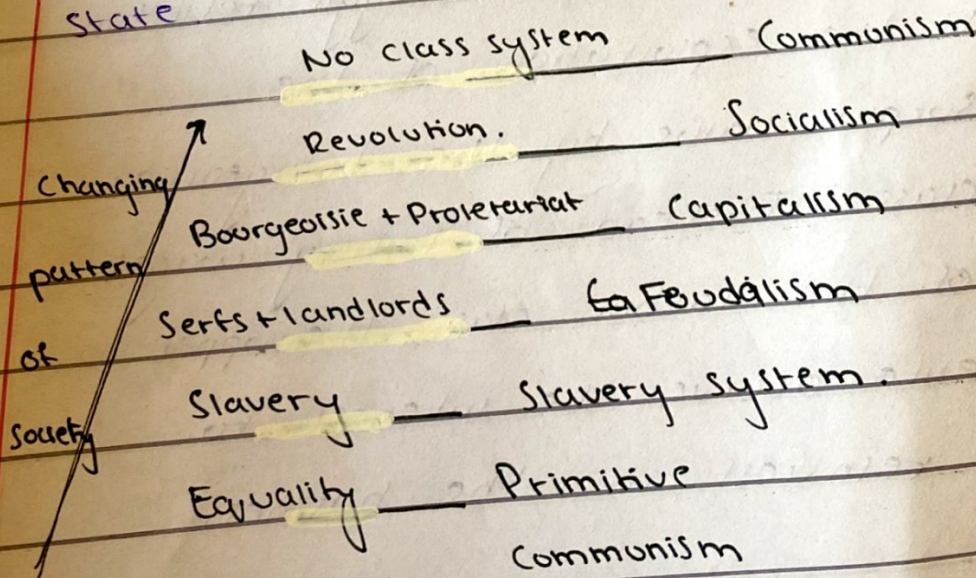 State.
No class system — Communism
Revolution. — Socialism
Changing
Bourgeoisie + Proletariat — Capitalism
pattern
Serfs + landlords — Feudalism
of
Slavery — Slavery system.
Society
Equality — Primitive
Communism